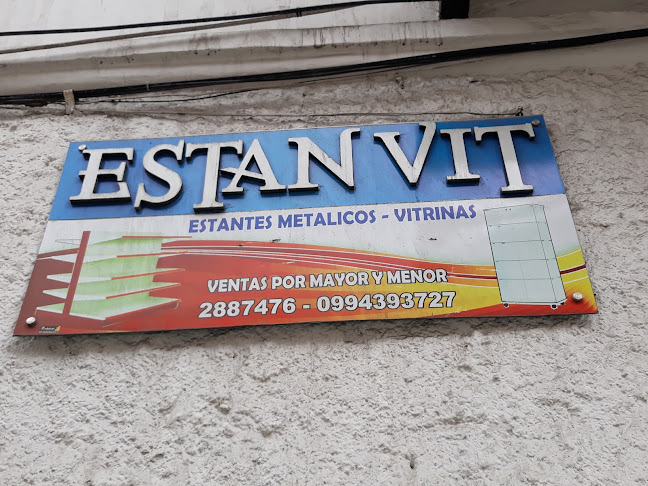 ESTAN VIT
ESTANTES METALICOS - VITRINAS
VENTAS POR MAYOR Y MENOR
2887476 - 0994393727